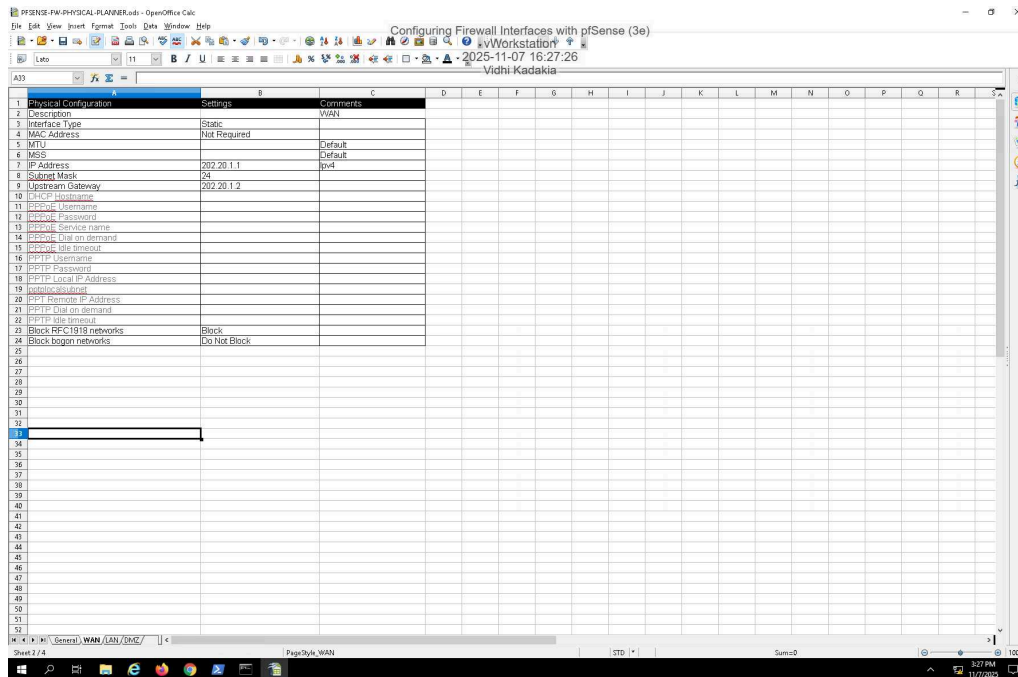 PFSENSE-FW-PHYSICAL-PLANNER.ods - OpenOffice Calc
File Edit View Insert Format Tools Data Window Help
Configuring Firewall Interfaces with pfSense (3e)
vWorkstation
2025-11-07 16:27:26
Vidhi Kadakia
Lato 11
A33
A B C D E F G H I J K L M N O P Q R S
1 Physical Configuration Settings Comments
2 Description WAN
3 Interface Type Static
4 MAC Address Not Required
5 MTU Default
6 MSS Default
7 IP Address 202.20.1.1 Ipv4
8 Subnet Mask 24
9 Upstream Gateway 202.20.1.2
10 DHCP Hostname
11 PPPoE Username
12 PPPoE Password
13 PPPoE Service name
14 PPPoE Dial on demand
15 PPPoE Idle timeout
16 PPTP Username
17 PPTP Password
18 PPTP Local IP Address
19 pptplocalsubnet
20 PPT Remote IP Address
21 PPTP Dial on demand
22 PPTP Idle timeout
23 Block RFC1918 networks Block
24 Block bogon networks Do Not Block
25
26
27
28
29
30
31
32
33
34
35
36
37
38
39
40
41
42
43
44
45
46
47
48
49
50
51
52
General WAN LAN DMZ
Sheet 2 / 4 PageStyle_WAN STD * Sum=0 100
3:27 PM
11/7/2025